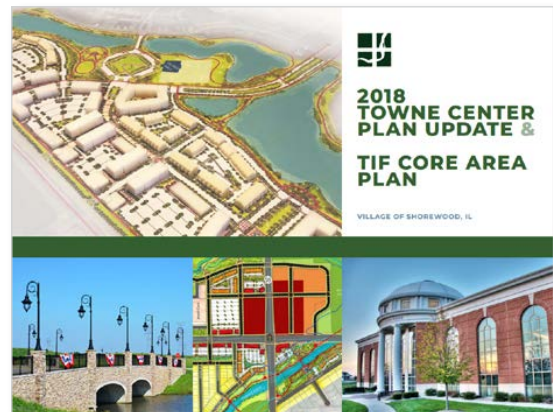 2018
TOWNE CENTER
PLAN UPDATE &
TIF CORE AREA
PLAN
VILLAGE OF SHOREWOOD, IL